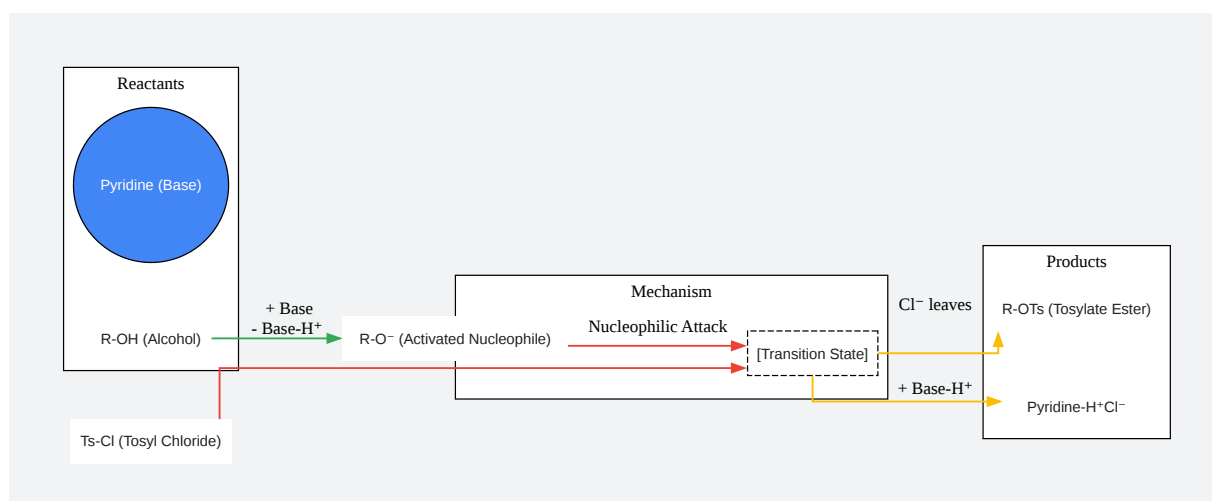 Reactants
Pyridine (Base)
R-OH (Alcohol)
+ Base
- Base-H⁺
R-O⁻ (Activated Nucleophile)
Ts-Cl (Tosyl Chloride)
Mechanism
Nucleophilic Attack
[Transition State]
Cl⁻ leaves
+ Base-H⁺
Products
R-OTs (Tosylate Ester)
Pyridine-H⁺Cl⁻